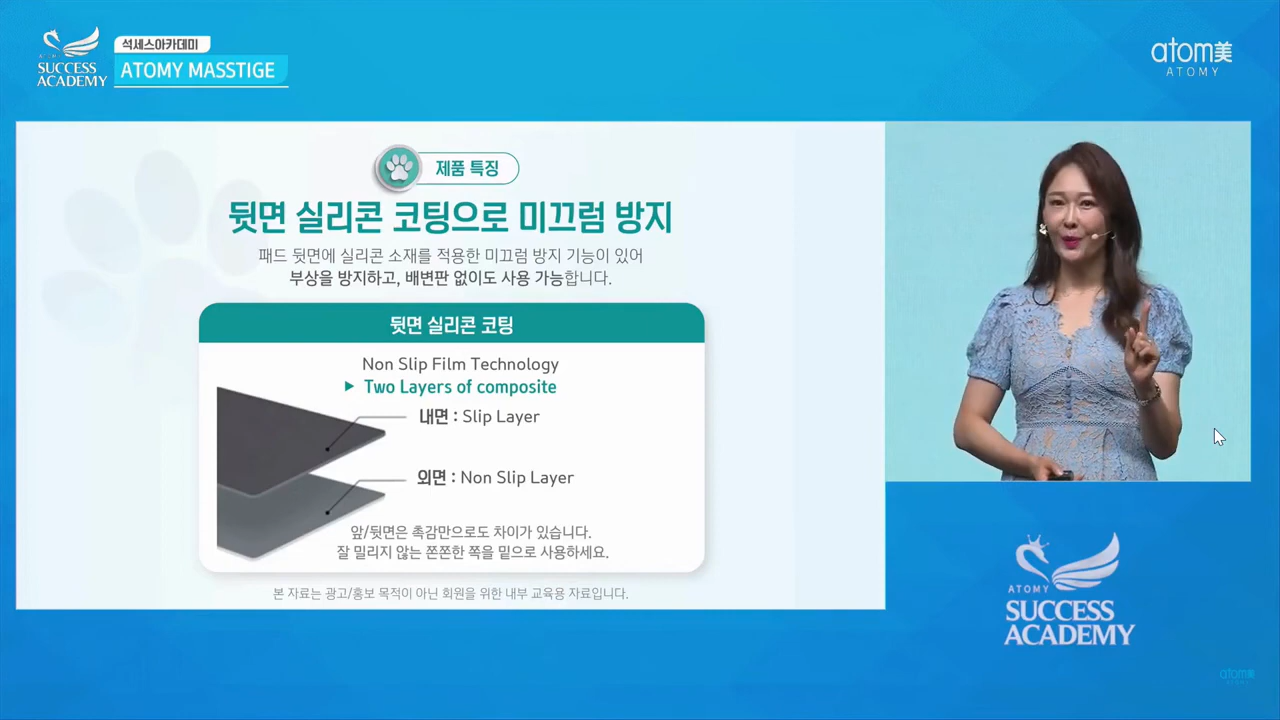 ATOMY
SUCCESS
ACADEMY
석세스아카데미
ATOMY MASSTIGE
atom美
ATOMY
제품 특징
뒷면 실리콘 코팅으로 미끄럼 방지
패드 뒷면에 실리콘 소재를 적용한 미끄럼 방지 기능이 있어
부상을 방지하고, 배변판 없이도 사용 가능합니다.
뒷면 실리콘 코팅
Non Slip Film Technology
▶ Two Layers of composite
내면 : Slip Layer
외면 : Non Slip Layer
앞/뒷면은 촉감만으로도 차이가 있습니다.
잘 밀리지 않는 쫀쫀한 쪽을 밑으로 사용하세요.
본 자료는 광고/홍보 목적이 아닌 회원을 위한 내부 교육용 자료입니다.
ATOMY
SUCCESS
ACADEMY
atom美
ATOMY